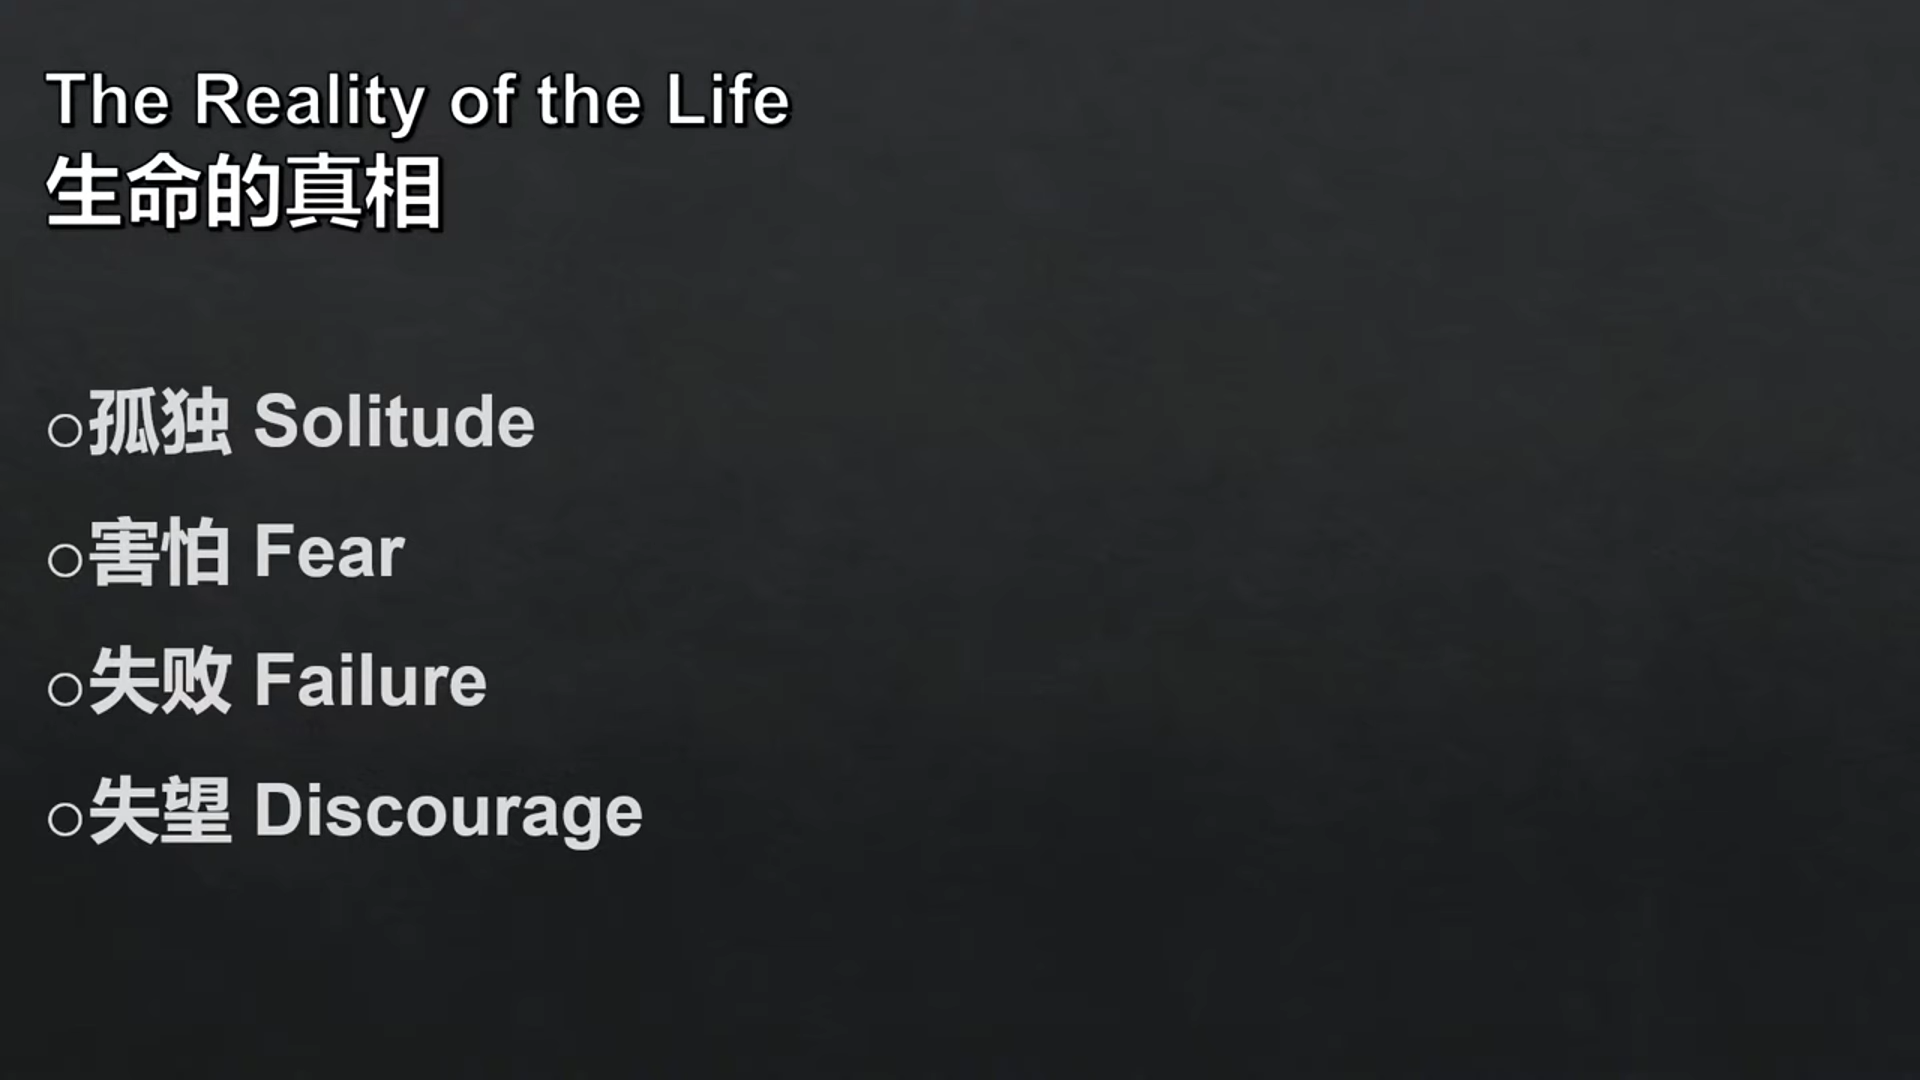 The Reality of the Life
生命的真相
○孤独 Solitude
○害怕 Fear
○失败 Failure
○失望 Discourage